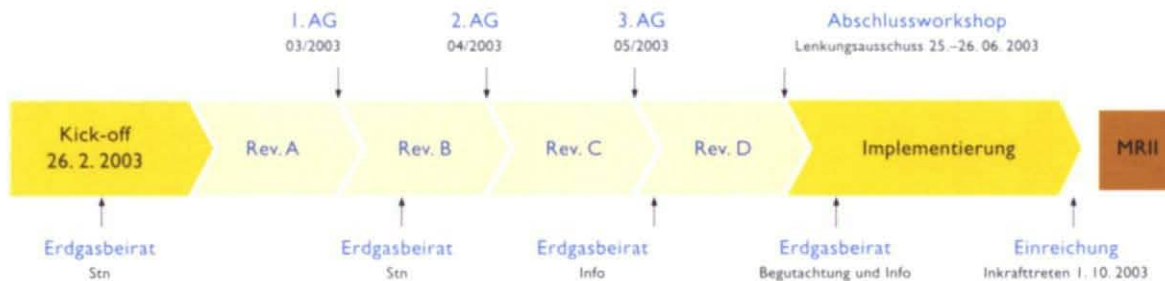 1. AG
03/2003
2. AG
04/2003
3. AG
05/2003
Abschlussworkshop
Lenkungsausschuss 25.–26. 06. 2003
Kick-off
26. 2. 2003
Rev. A
Rev. B
Rev. C
Rev. D
Implementierung
MRII
Erdgasbeirat
Stn
Erdgasbeirat
Stn
Erdgasbeirat
Info
Erdgasbeirat
Begutachtung und Info
Einreichung
Inkrafttreten 1. 10. 2003